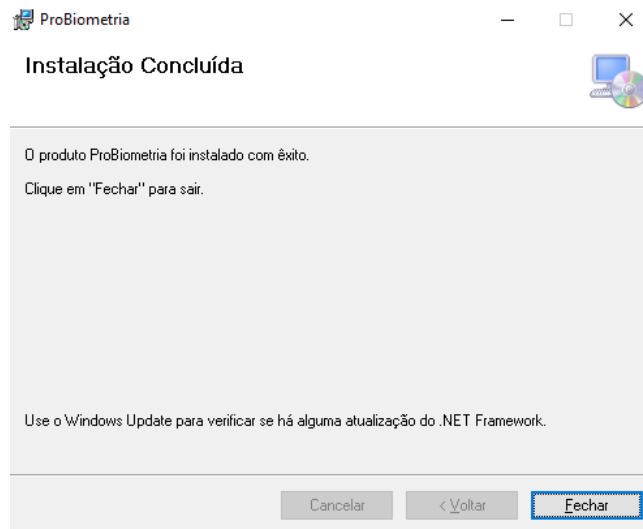 ProBiometria
Instalação Concluída
O produto ProBiometria foi instalado com êxito.
Clique em "Fechar" para sair.
Use o Windows Update para verificar se há alguma atualização do .NET Framework.
Cancelar
< Voltar
Fechar